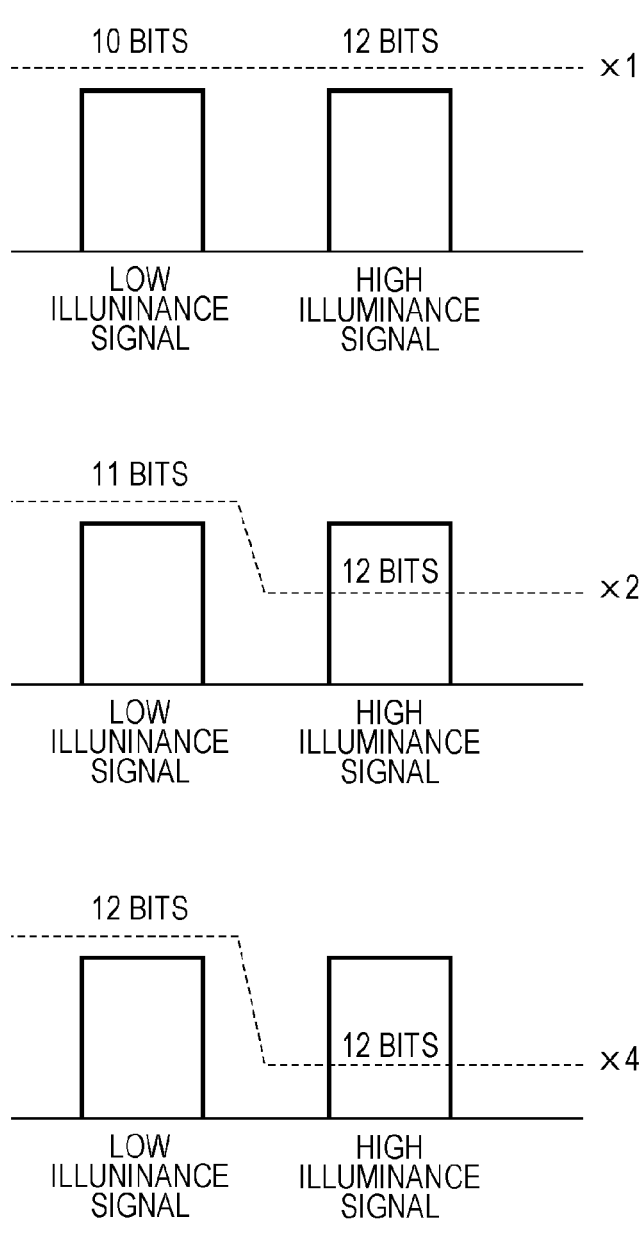 10 BITS 12 BITS
×1
LOW HIGH
ILLUNINANCE ILLUMINANCE
SIGNAL SIGNAL
11 BITS
12 BITS
×2
LOW HIGH
ILLUNINANCE ILLUMINANCE
SIGNAL SIGNAL
12 BITS
12 BITS
×4
LOW HIGH
ILLUNINANCE ILLUMINANCE
SIGNAL SIGNAL